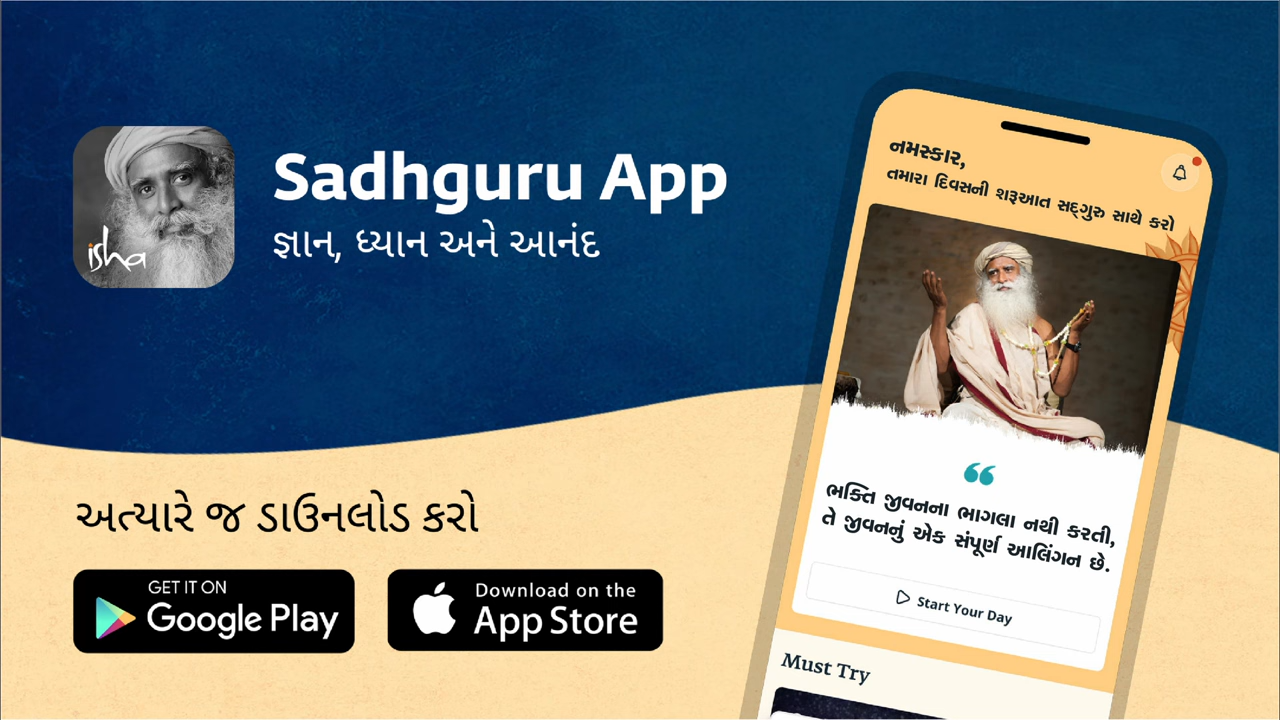 isha
Sadhguru App
જ્ઞાન, ધ્યાન અને આનંદ
અત્યારે જ ડાઉનલોડ કરો
GET IT ON
Google Play
Download on the
App Store
નમસ્કાર,
તમારા દિવસની શરૂઆત સદ્‌ગુરુ સાથે કરો
“
ભક્તિ જીવનના ભાગલા નથી કરતી,
તે જીવનનું એક સંપૂર્ણ આલિંગન છે.
Start Your Day
Must Try